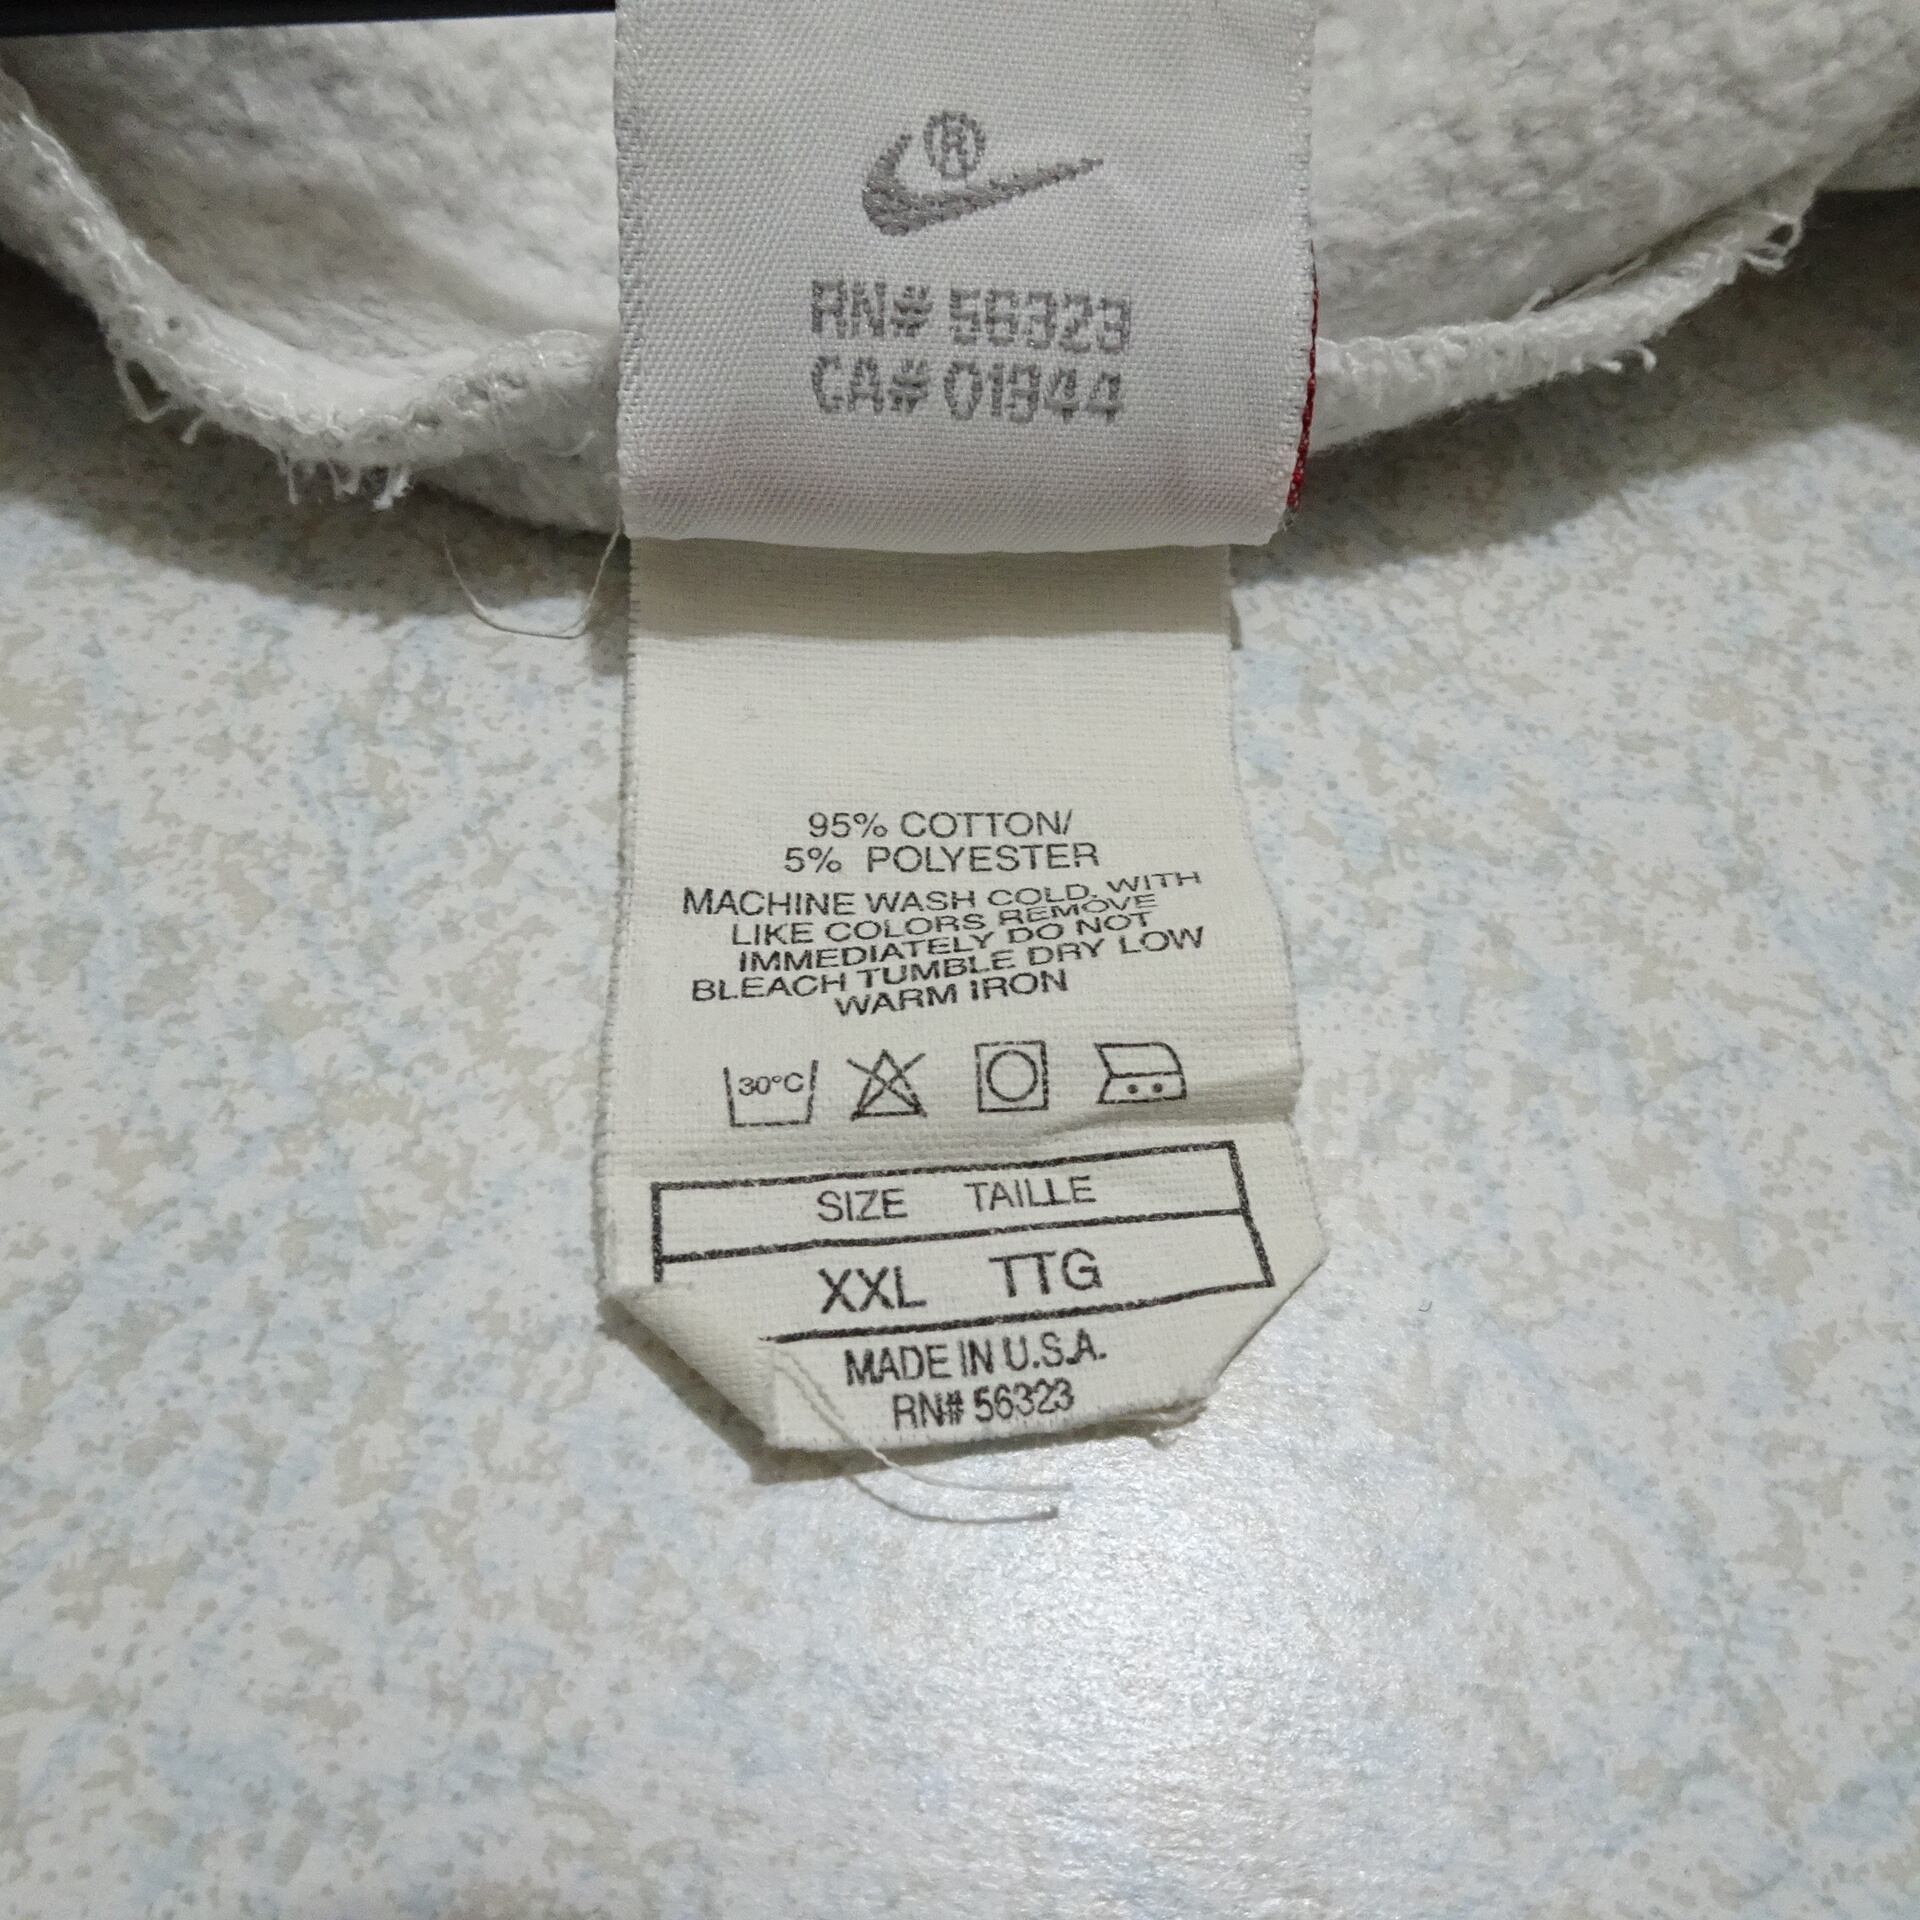 ®
RN# 56323
CA# 01944
95% COTTON/
5% POLYESTER
MACHINE WASH COLD, WITH
LIKE COLORS REMOVE
IMMEDIATELY DO NOT
BLEACH TUMBLE DRY LOW
WARM IRON
30°C
SIZE TAILLE
XXL TTG
MADE IN U.S.A.
RN# 56323